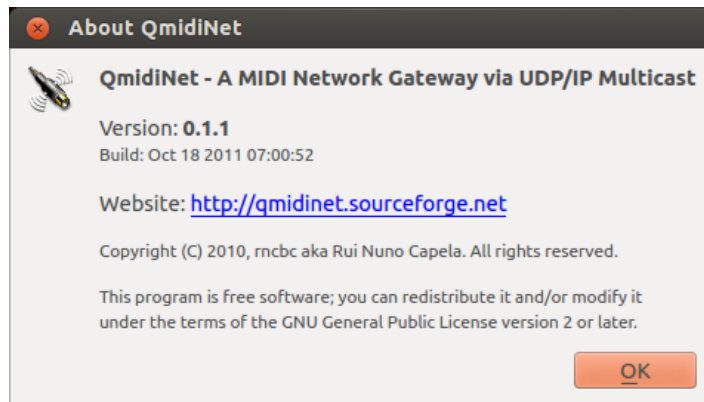 About QmidiNet
QmidiNet - A MIDI Network Gateway via UDP/IP Multicast
Version: 0.1.1
Build: Oct 18 2011 07:00:52
Website: http://qmidinet.sourceforge.net
Copyright (C) 2010, rncbc aka Rui Nuno Capela. All rights reserved.
This program is free software; you can redistribute it and/or modify it
under the terms of the GNU General Public License version 2 or later.
OK